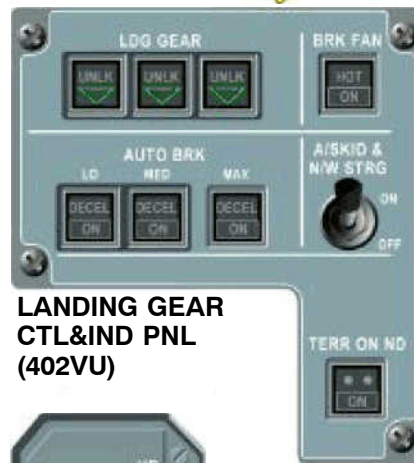 LDG GEAR
BRK FAN
UNLK UNLK UNLK
HOT
ON
AUTO BRK
A/SKID &
N/W STRG
LO MED MAX
ON
DECEL DECEL DECEL
ON ON ON
OFF
LANDING GEAR
CTL&IND PNL
(402VU)
TERR ON ND
ON
UP